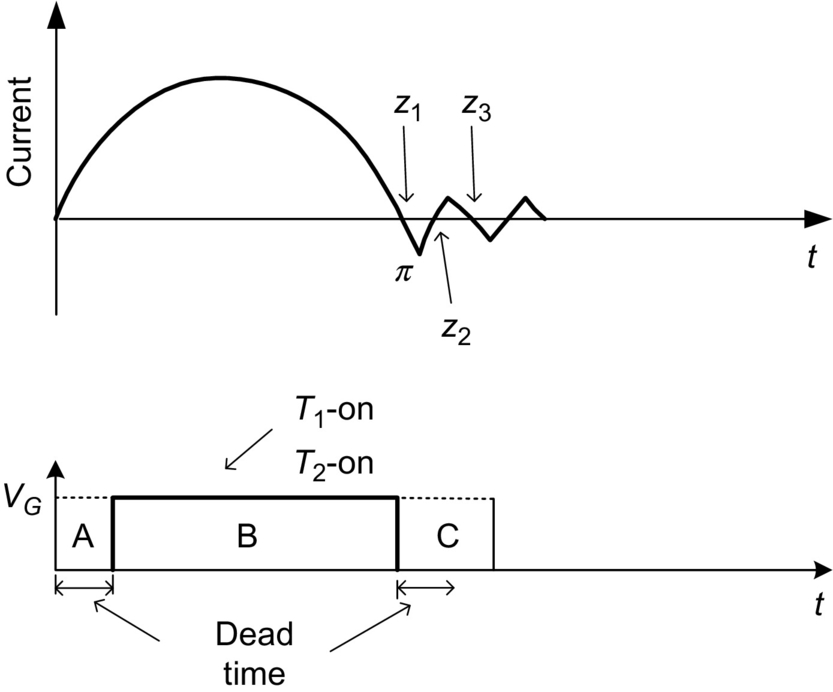 Current
z1
z3
t
π
z2
T1-on
T2-on
VG
A
B
C
t
Dead
time